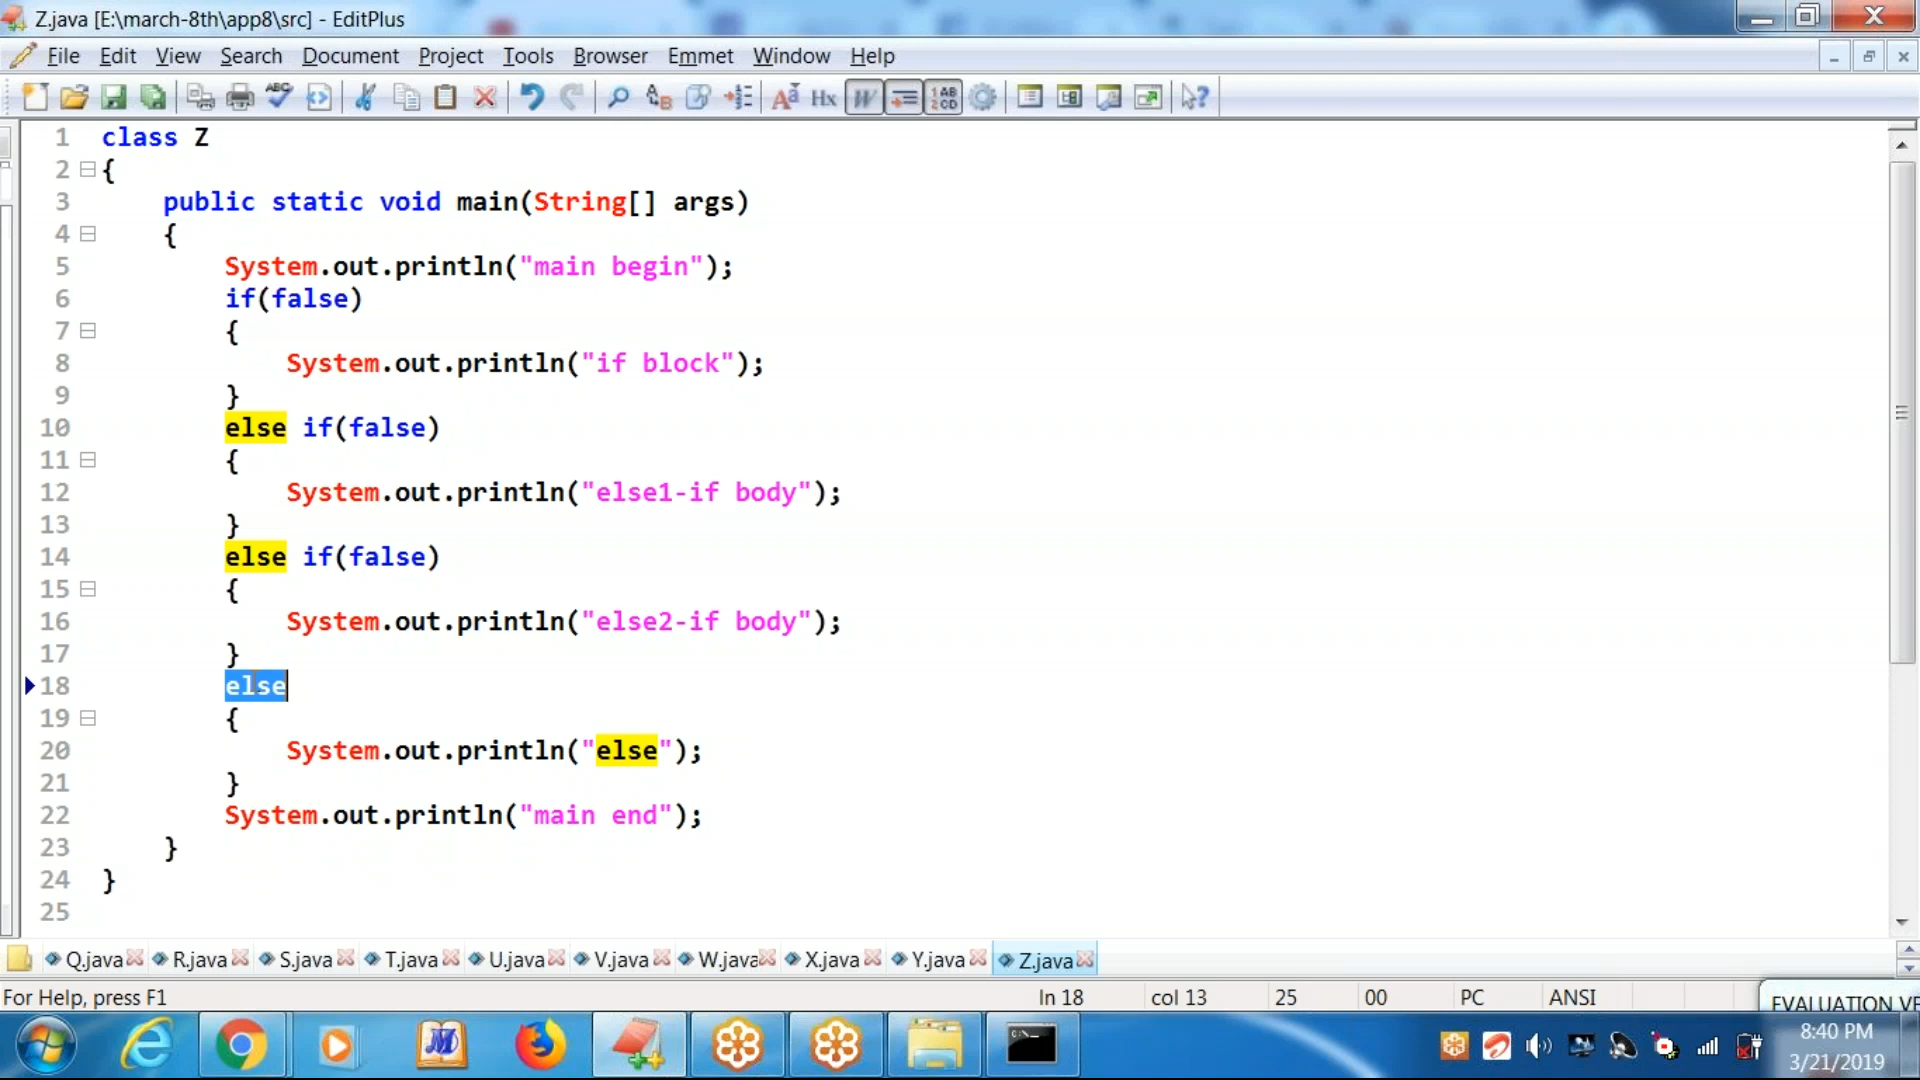 Z.java [E:\march-8th\app8\src] - EditPlus
File Edit View Search Document Project Tools Browser Emmet Window Help
1 class Z
2 {
3 public static void main(String[] args)
4 {
5 System.out.println("main begin");
6 if(false)
7 {
8 System.out.println("if block");
9 }
10 else if(false)
11 {
12 System.out.println("else1-if body");
13 }
14 else if(false)
15 {
16 System.out.println("else2-if body");
17 }
18 else
19 {
20 System.out.println("else");
21 }
22 System.out.println("main end");
23 }
24 }
25
Q.java R.java S.java T.java U.java V.java W.java X.java Y.java Z.java
For Help, press F1 ln 18 col 13 25 00 PC ANSI
EVALUATION VE
8:40 PM
3/21/2019